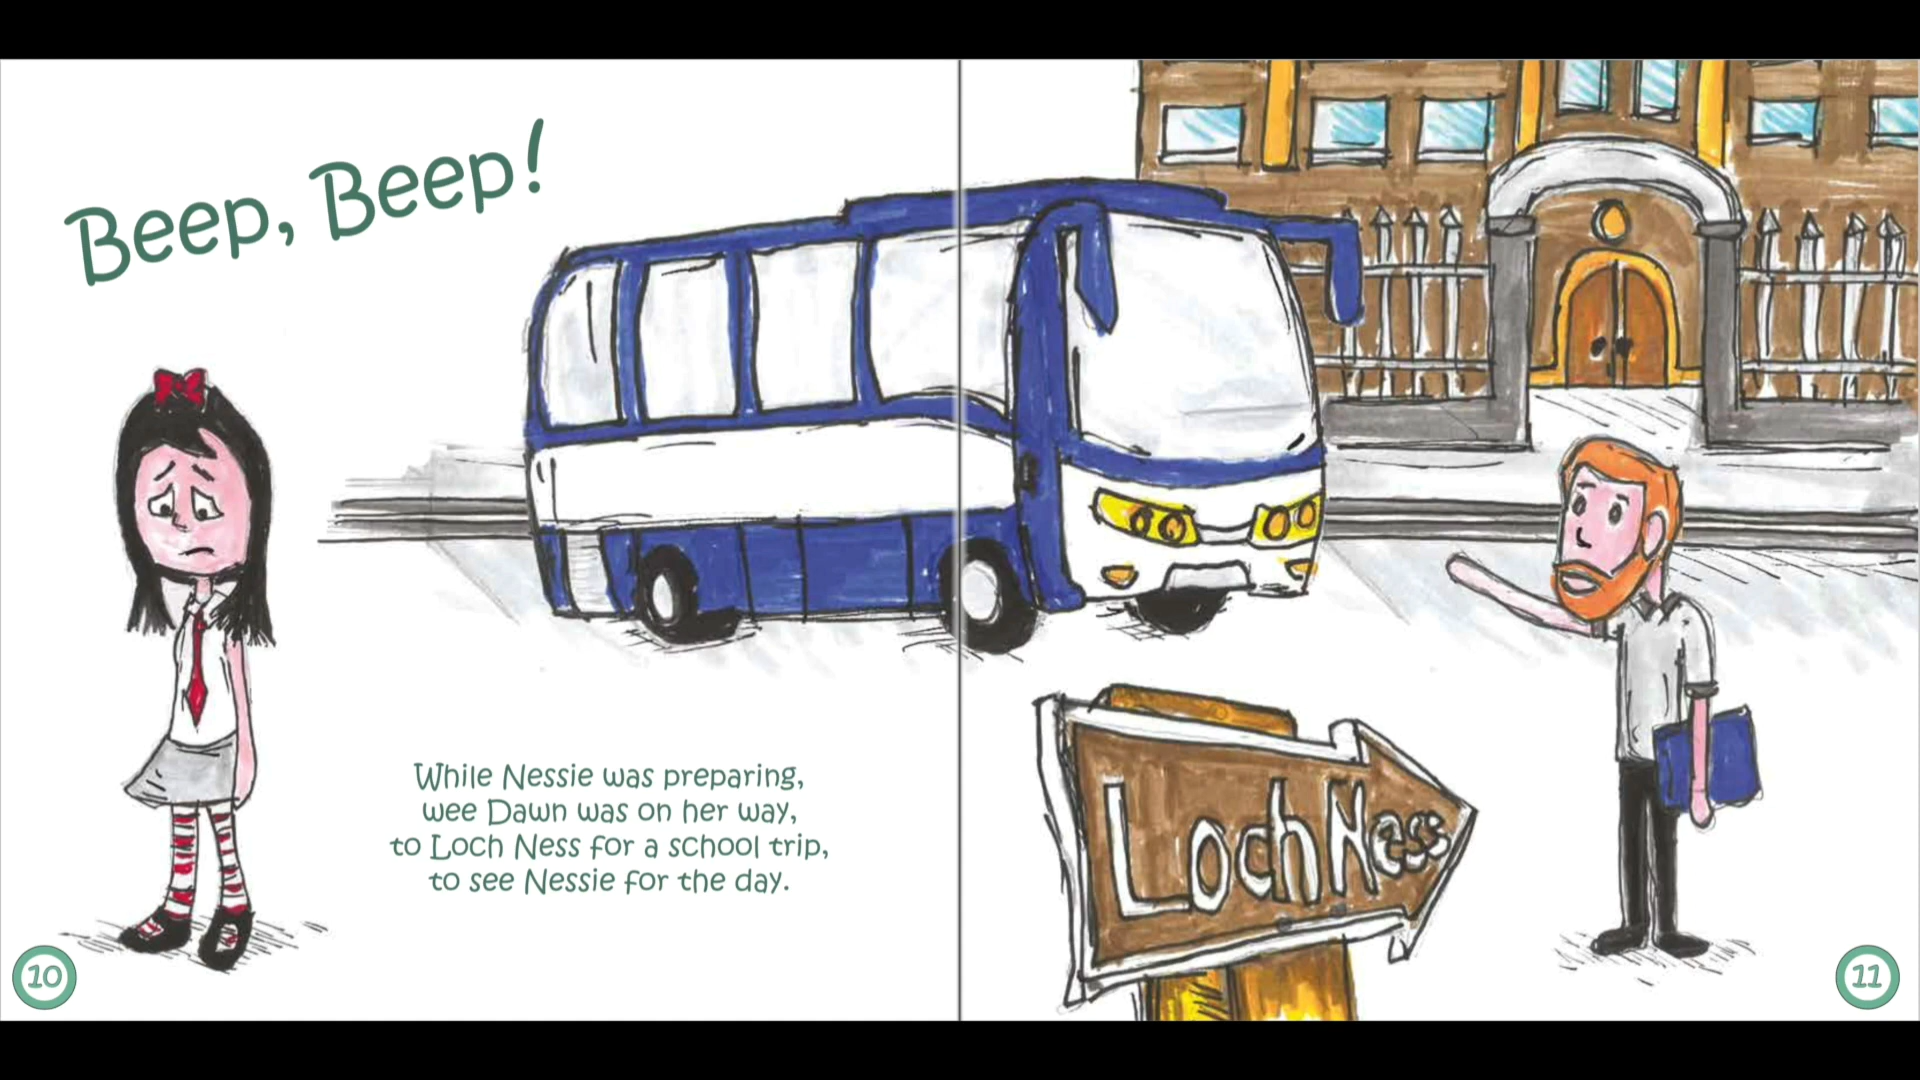 Beep, Beep!
While Nessie was preparing,
wee Dawn was on her way,
to Loch Ness for a school trip,
to see Nessie for the day.
10
Loch Ness
11